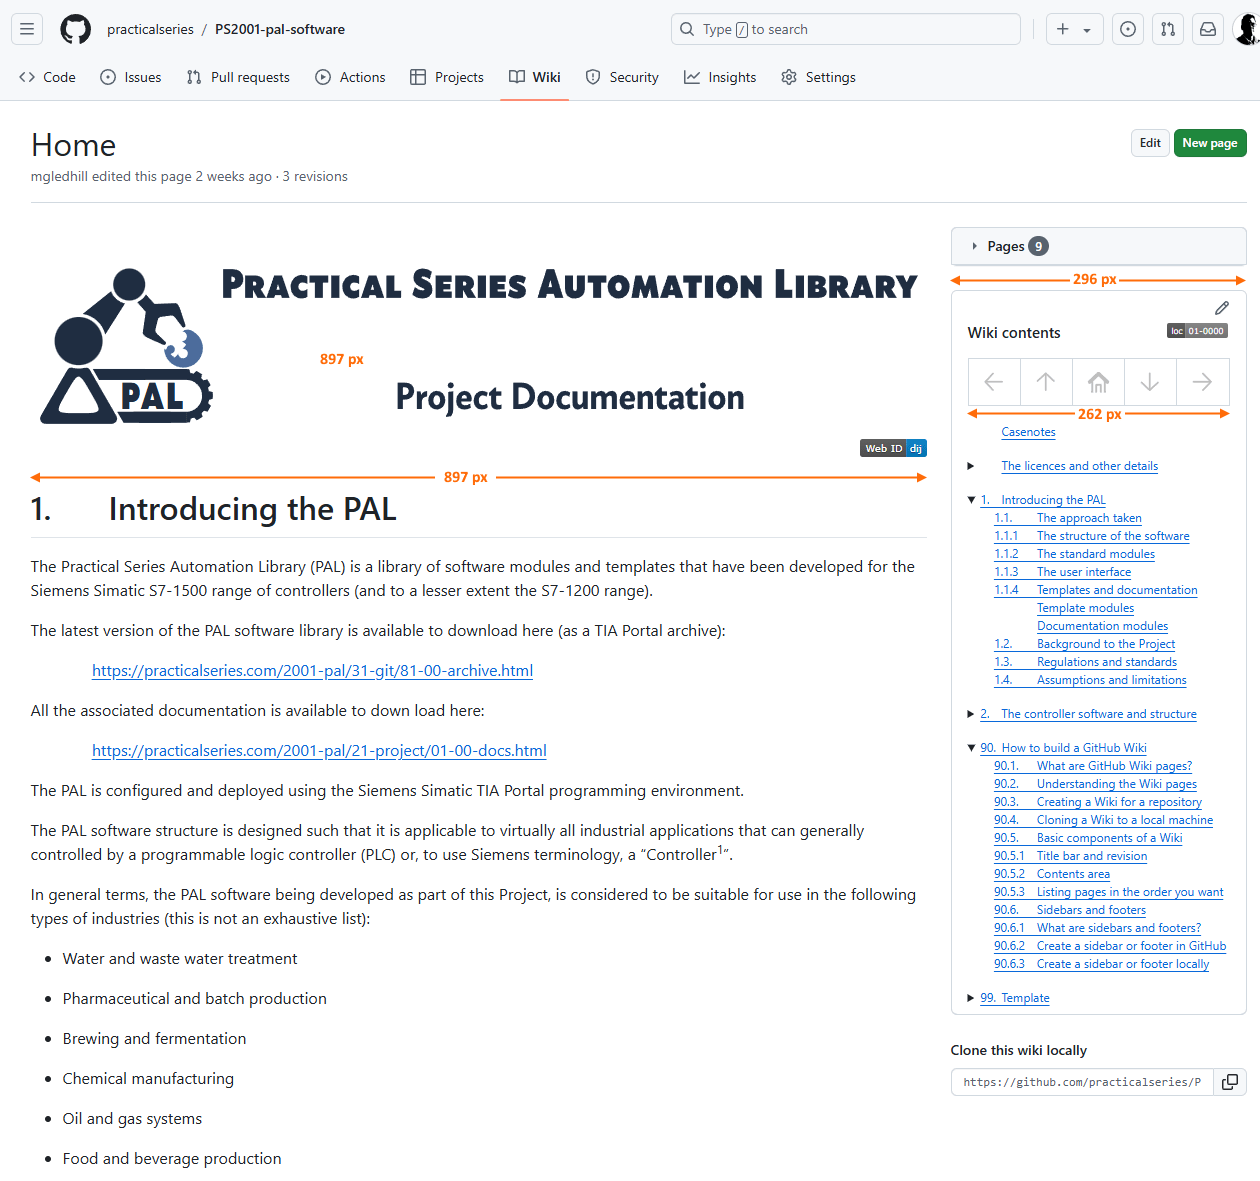 practicalseries / PS2001-pal-software
Type / to search
Code Issues Pull requests Actions Projects Wiki Security Insights Settings
Home
Edit New page
mgledhill edited this page 2 weeks ago · 3 revisions
PRACTICAL SERIES AUTOMATION LIBRARY
897 px
PAL
Project Documentation
Web ID dij
897 px
1. Introducing the PAL
The Practical Series Automation Library (PAL) is a library of software modules and templates that have been developed for the
Siemens Simatic S7-1500 range of controllers (and to a lesser extent the S7-1200 range).
The latest version of the PAL software library is available to download here (as a TIA Portal archive):
https://practicalseries.com/2001-pal/31-git/81-00-archive.html
All the associated documentation is available to down load here:
https://practicalseries.com/2001-pal/21-project/01-00-docs.html
The PAL is configured and deployed using the Siemens Simatic TIA Portal programming environment.
The PAL software structure is designed such that it is applicable to virtually all industrial applications that can generally
controlled by a programmable logic controller (PLC) or, to use Siemens terminology, a “Controller¹”.
In general terms, the PAL software being developed as part of this Project, is considered to be suitable for use in the following
types of industries (this is not an exhaustive list):
• Water and waste water treatment
• Pharmaceutical and batch production
• Brewing and fermentation
• Chemical manufacturing
• Oil and gas systems
• Food and beverage production
Pages 9
296 px
Wiki contents
loc 01-0000
262 px
Casenotes
The licences and other details
1. Introducing the PAL
1.1. The approach taken
1.1.1 The structure of the software
1.1.2 The standard modules
1.1.3 The user interface
1.1.4 Templates and documentation
Template modules
Documentation modules
1.2. Background to the Project
1.3. Regulations and standards
1.4. Assumptions and limitations
2. The controller software and structure
90. How to build a GitHub Wiki
90.1. What are GitHub Wiki pages?
90.2. Understanding the Wiki pages
90.3. Creating a Wiki for a repository
90.4. Cloning a Wiki to a local machine
90.5. Basic components of a Wiki
90.5.1 Title bar and revision
90.5.2 Contents area
90.5.3 Listing pages in the order you want
90.6. Sidebars and footers
90.6.1 What are sidebars and footers?
90.6.2 Create a sidebar or footer in GitHub
90.6.3 Create a sidebar or footer locally
99. Template
Clone this wiki locally
https://github.com/practicalseries/P